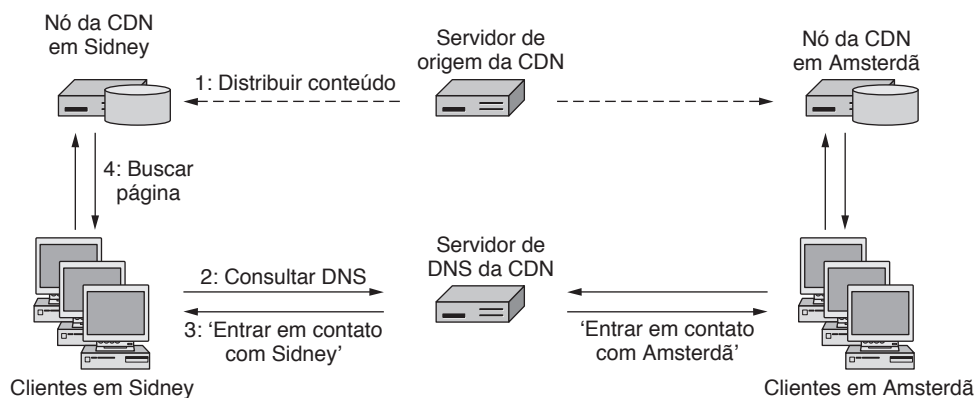 Nó da CDN
em Sidney
Servidor de
origem da CDN
Nó da CDN
em Amsterdã
1: Distribuir conteúdo
4: Buscar
página
Servidor de
DNS da CDN
2: Consultar DNS
3: ‘Entrar em contato
com Sidney’
‘Entrar em contato
com Amsterdã’
Clientes em Sidney
Clientes em Amsterdã